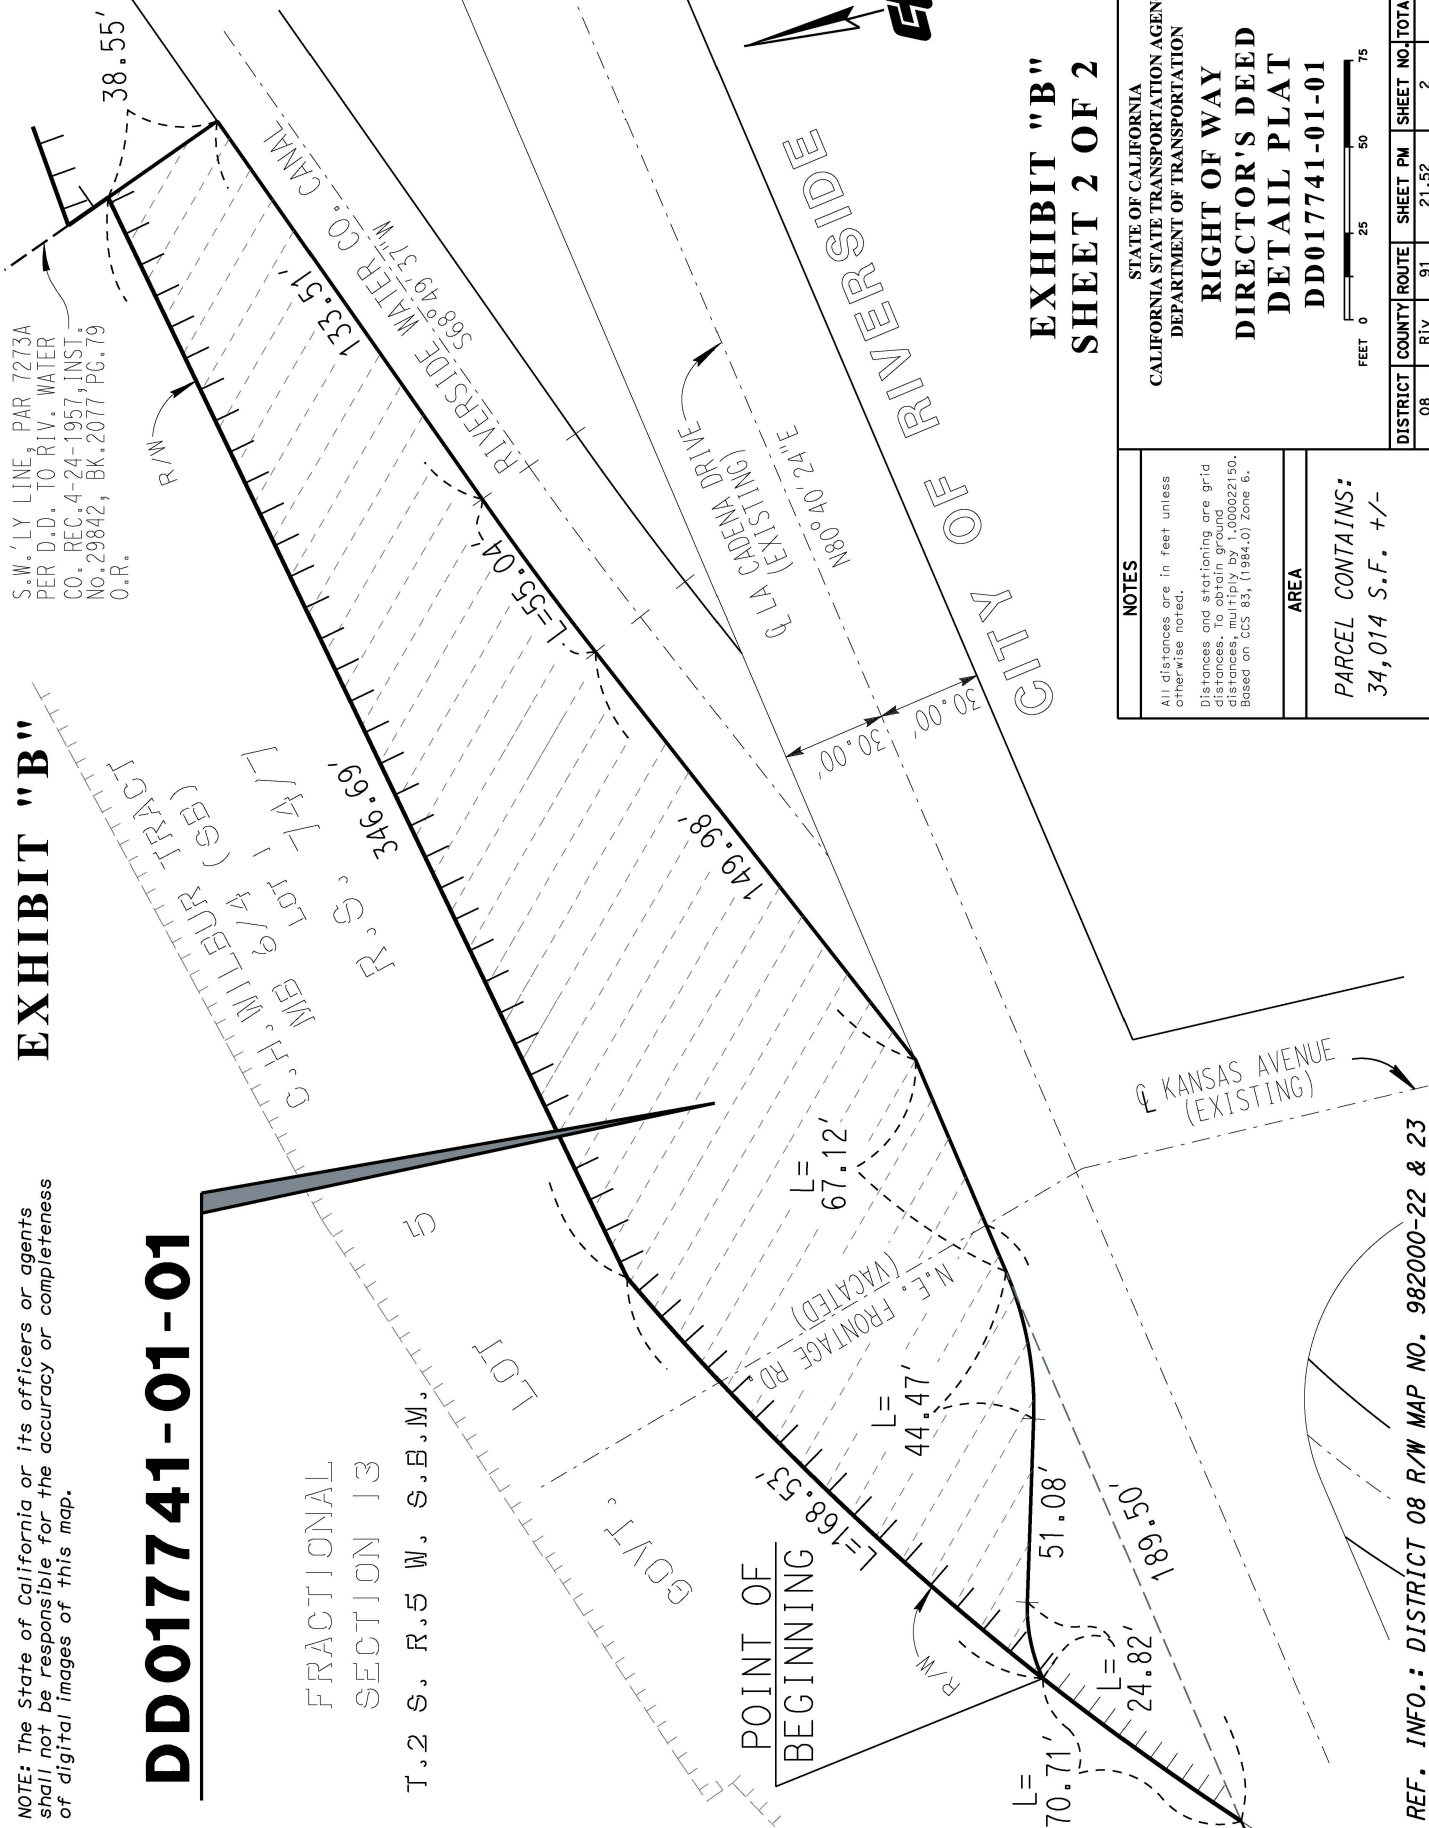 NOTE: The State of California or its officers or agents
shall not be responsible for the accuracy or completeness
of digital images of this map.
EXHIBIT "B"
DD017741-01-01
S.W.'LY LINE, PAR 7273A
PER D.D. TO RIV. WATER
CO. REC.4-24-1957,INST.
No.29842, BK.2077 PG.79
O.R.
38.55'
R/W
133.51'
RIVERSIDE WATER CO. CANAL
S68°49'37"W
L=55.04'
346.69'
149.98'
C.H. WILBUR TRACT
MB 6/4 (SB)
LOT 1
R.S. 74/7
FRACTIONAL
SECTION 13
T.2 S. R.5 W. S.B.M.
GOVT. LOT 5
℄ LA CADENA DRIVE
(EXISTING)
N80°40'24"E
30.00'
30.00'
CITY OF RIVERSIDE
L=
67.12'
N.E. FRONTAGE RD.
(VACATED)
L=
44.47'
L=168.53'
51.08'
189.50'
℄ KANSAS AVENUE
(EXISTING)
POINT OF
BEGINNING
R/W
L=
24.82'
L=
70.71'
EXHIBIT "B"
SHEET 2 OF 2
NOTES
All distances are in feet unless
otherwise noted.
Distances and stationing are grid
distances. To obtain ground
distances, multiply by 1.000022150.
Based on CCS 83,(1984.0) Zone 6.
AREA
PARCEL CONTAINS:
34,014 S.F. +/-
STATE OF CALIFORNIA
CALIFORNIA STATE TRANSPORTATION AGEN
DEPARTMENT OF TRANSPORTATION
RIGHT OF WAY
DIRECTOR'S DEED
DETAIL PLAT
DD017741-01-01
FEET 0 25 50 75
DISTRICT COUNTY ROUTE SHEET PM SHEET NO. TOTA
08 Riv 91 21.52 2
REF. INFO.: DISTRICT 08 R/W MAP NO. 982000-22 & 23